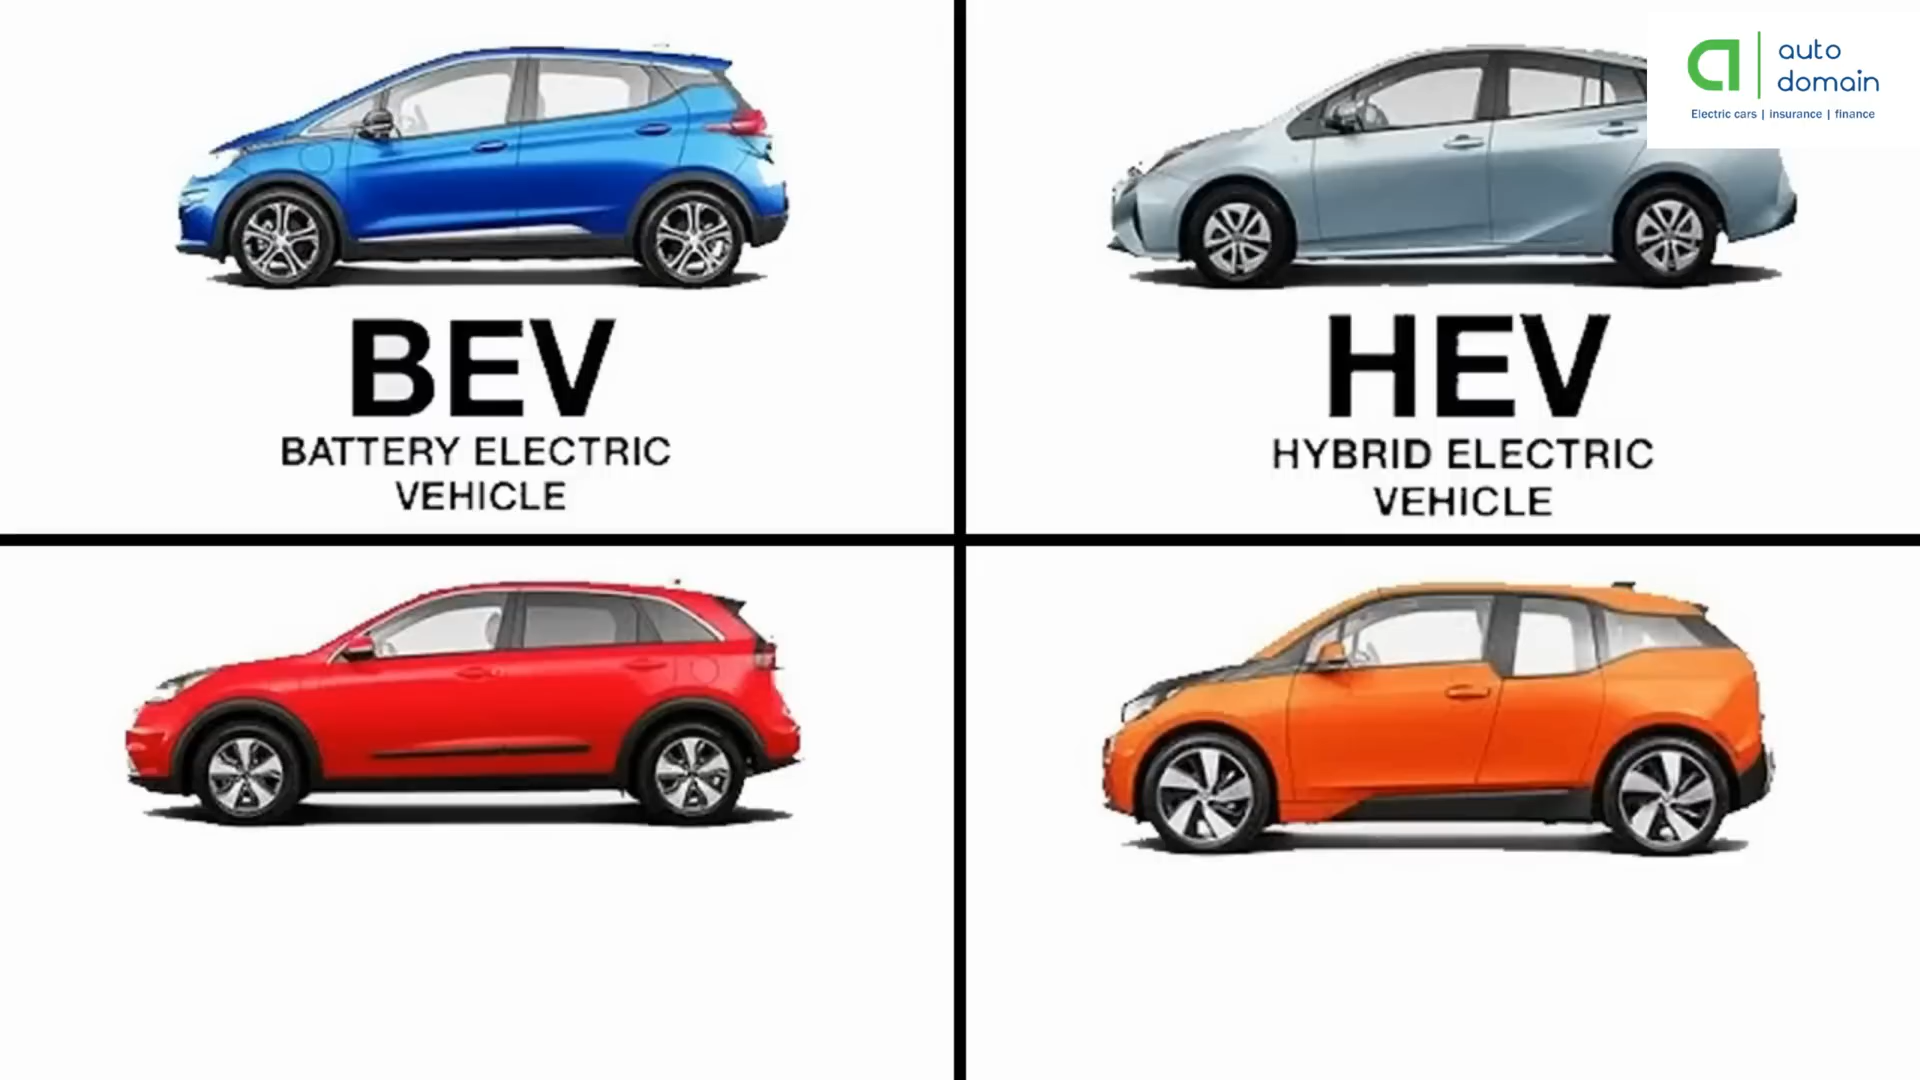 auto
domain
Electric cars | insurance | finance
BEV
BATTERY ELECTRIC
VEHICLE
HEV
HYBRID ELECTRIC
VEHICLE